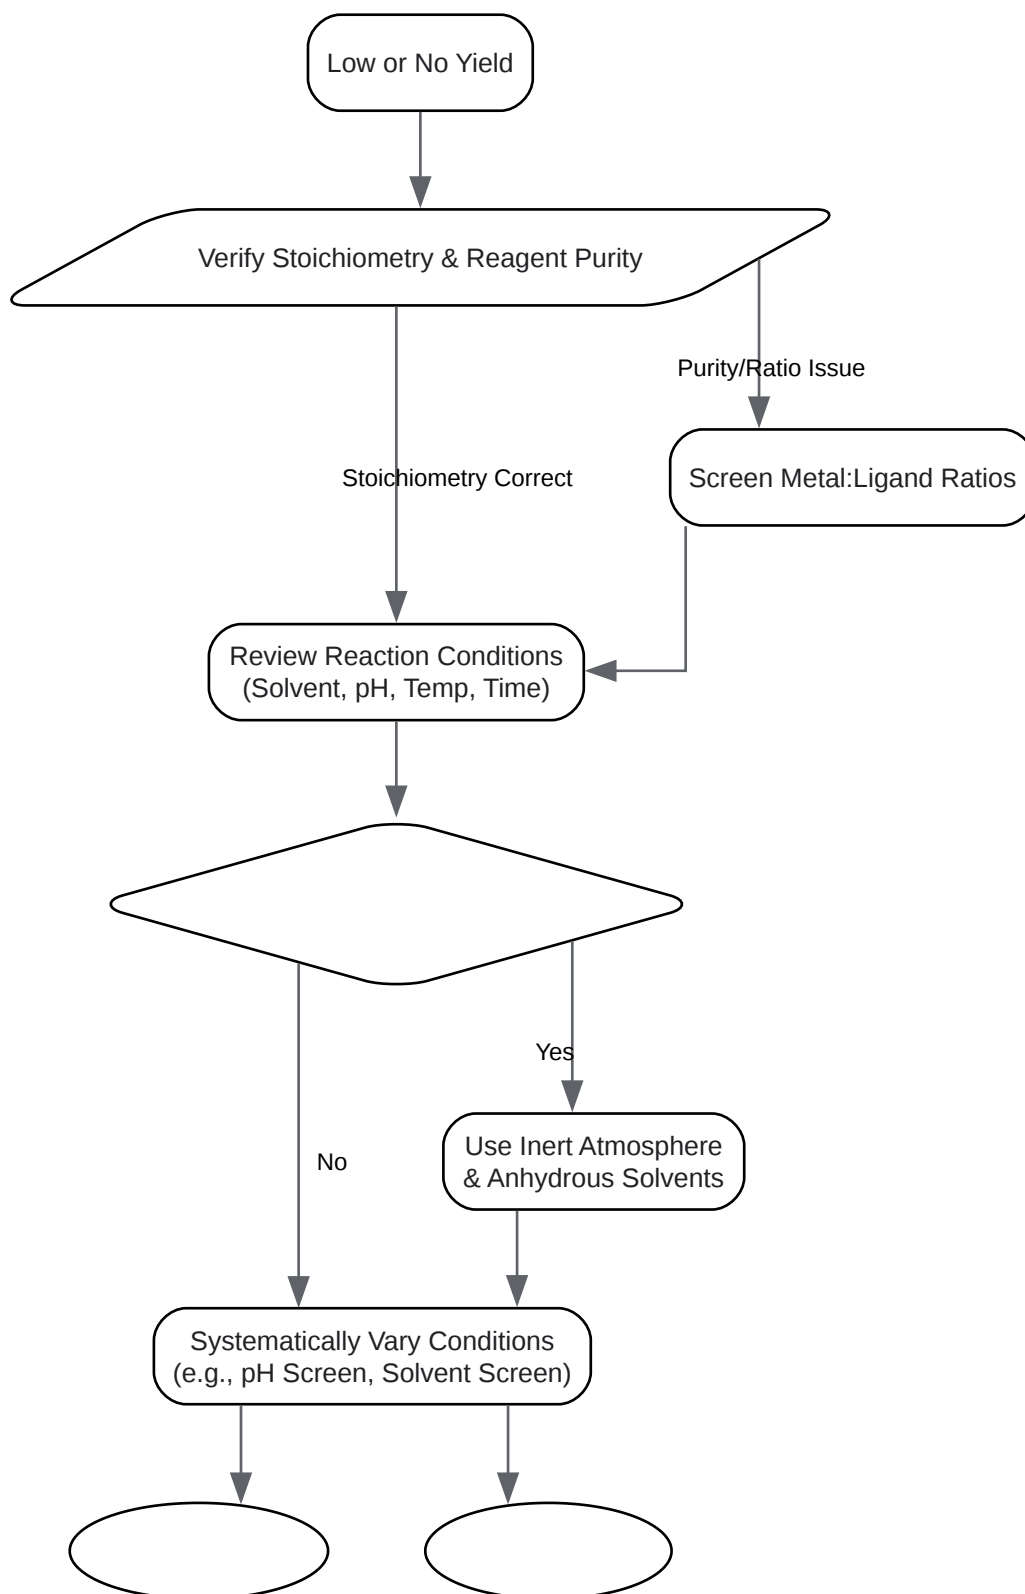 Low or No Yield
Verify Stoichiometry & Reagent Purity
Purity/Ratio Issue
Stoichiometry Correct
Screen Metal:Ligand Ratios
Review Reaction Conditions
(Solvent, pH, Temp, Time)
Yes
Use Inert Atmosphere
& Anhydrous Solvents
No
Systematically Vary Conditions
(e.g., pH Screen, Solvent Screen)